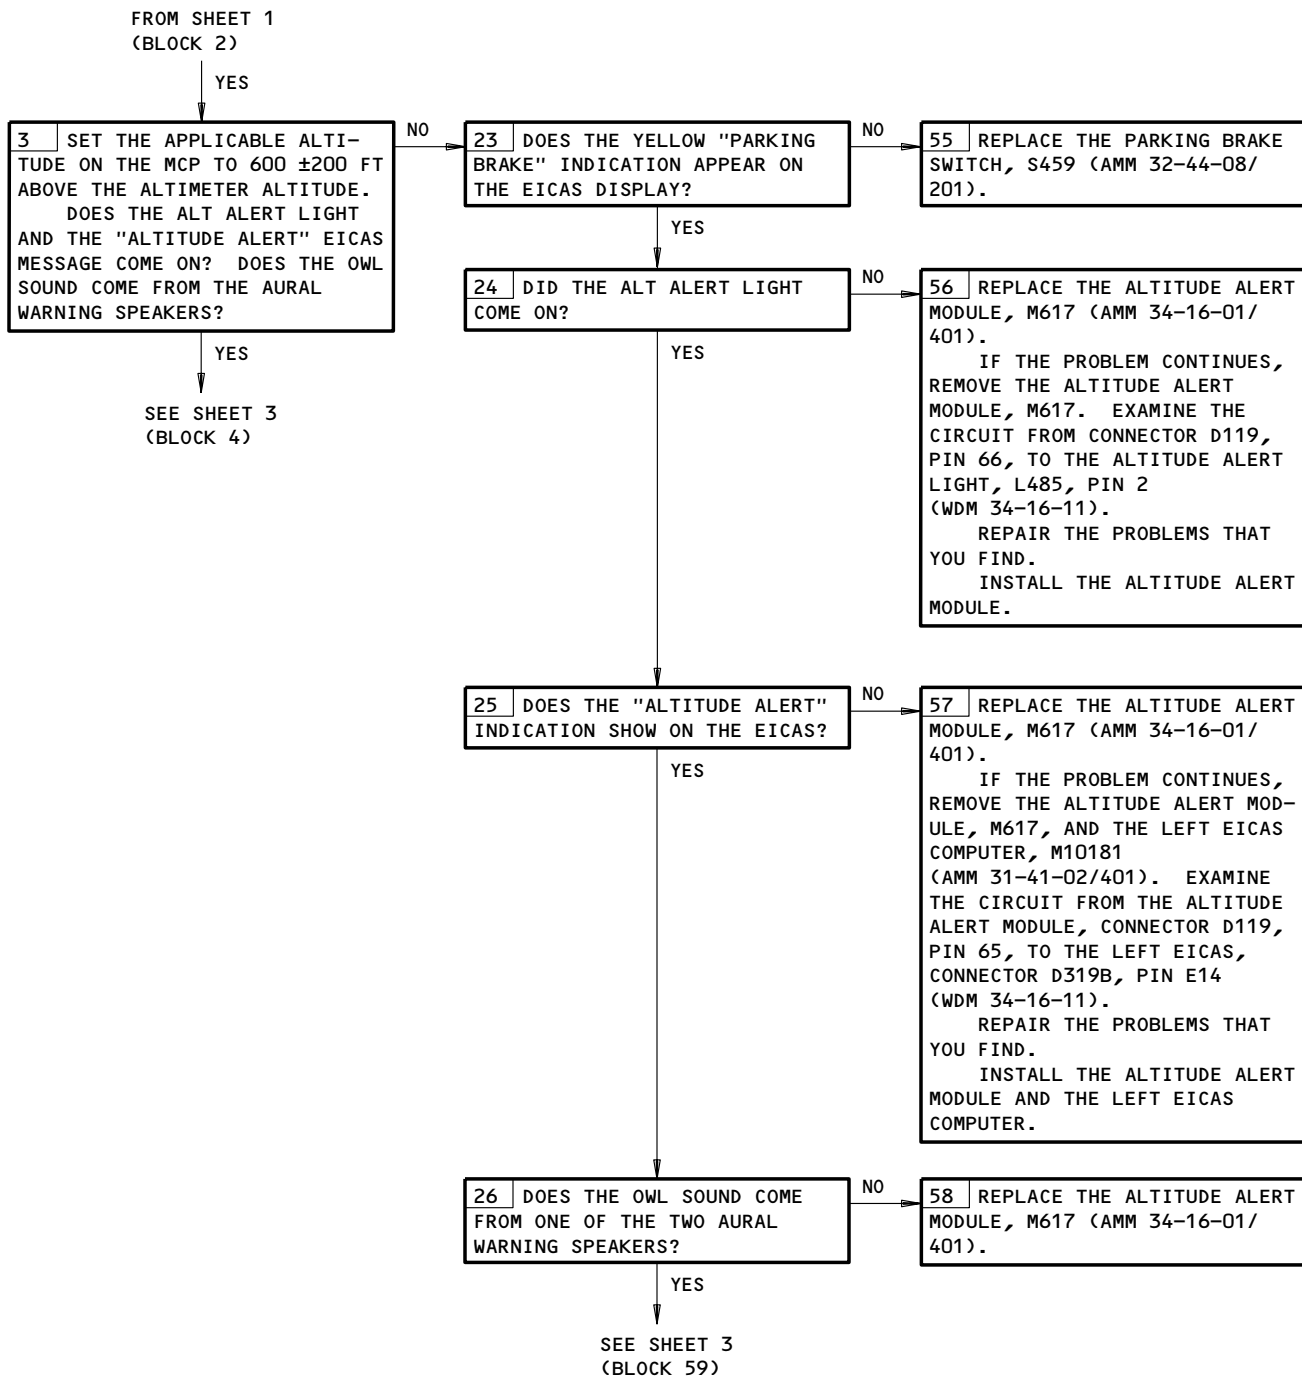 FROM SHEET 1
(BLOCK 2)
YES
3 SET THE APPLICABLE ALTI-
TUDE ON THE MCP TO 600 ±200 FT
ABOVE THE ALTIMETER ALTITUDE.
DOES THE ALT ALERT LIGHT
AND THE "ALTITUDE ALERT" EICAS
MESSAGE COME ON? DOES THE OWL
SOUND COME FROM THE AURAL
WARNING SPEAKERS?
YES
SEE SHEET 3
(BLOCK 4)
NO
23 DOES THE YELLOW "PARKING
BRAKE" INDICATION APPEAR ON
THE EICAS DISPLAY?
NO
55 REPLACE THE PARKING BRAKE
SWITCH, S459 (AMM 32-44-08/
201).
YES
24 DID THE ALT ALERT LIGHT
COME ON?
NO
56 REPLACE THE ALTITUDE ALERT
MODULE, M617 (AMM 34-16-01/
401).
IF THE PROBLEM CONTINUES,
REMOVE THE ALTITUDE ALERT
MODULE, M617. EXAMINE THE
CIRCUIT FROM CONNECTOR D119,
PIN 66, TO THE ALTITUDE ALERT
LIGHT, L485, PIN 2
(WDM 34-16-11).
REPAIR THE PROBLEMS THAT
YOU FIND.
INSTALL THE ALTITUDE ALERT
MODULE.
YES
25 DOES THE "ALTITUDE ALERT"
INDICATION SHOW ON THE EICAS?
NO
57 REPLACE THE ALTITUDE ALERT
MODULE, M617 (AMM 34-16-01/
401).
IF THE PROBLEM CONTINUES,
REMOVE THE ALTITUDE ALERT MOD-
ULE, M617, AND THE LEFT EICAS
COMPUTER, M10181
(AMM 31-41-02/401). EXAMINE
THE CIRCUIT FROM THE ALTITUDE
ALERT MODULE, CONNECTOR D119,
PIN 65, TO THE LEFT EICAS,
CONNECTOR D319B, PIN E14
(WDM 34-16-11).
REPAIR THE PROBLEMS THAT
YOU FIND.
INSTALL THE ALTITUDE ALERT
MODULE AND THE LEFT EICAS
COMPUTER.
YES
26 DOES THE OWL SOUND COME
FROM ONE OF THE TWO AURAL
WARNING SPEAKERS?
NO
58 REPLACE THE ALTITUDE ALERT
MODULE, M617 (AMM 34-16-01/
401).
YES
SEE SHEET 3
(BLOCK 59)